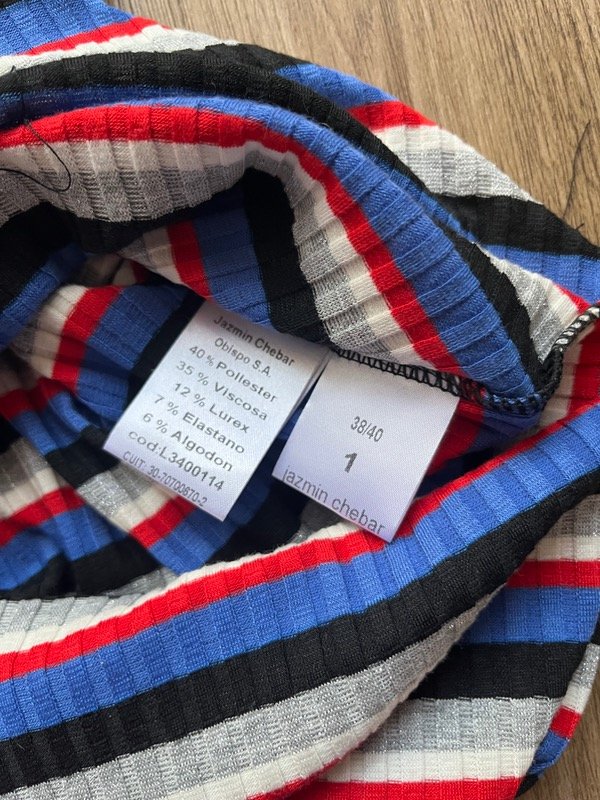 Jazmin Chebar
Obispo S.A.
40% Poliester
35 % Viscosa
12 % Lurex
7 % Elastano
6 % Algodon
cod:L3400114
CUIT: 30-70700670-2
38/40
1
jazmin chebar